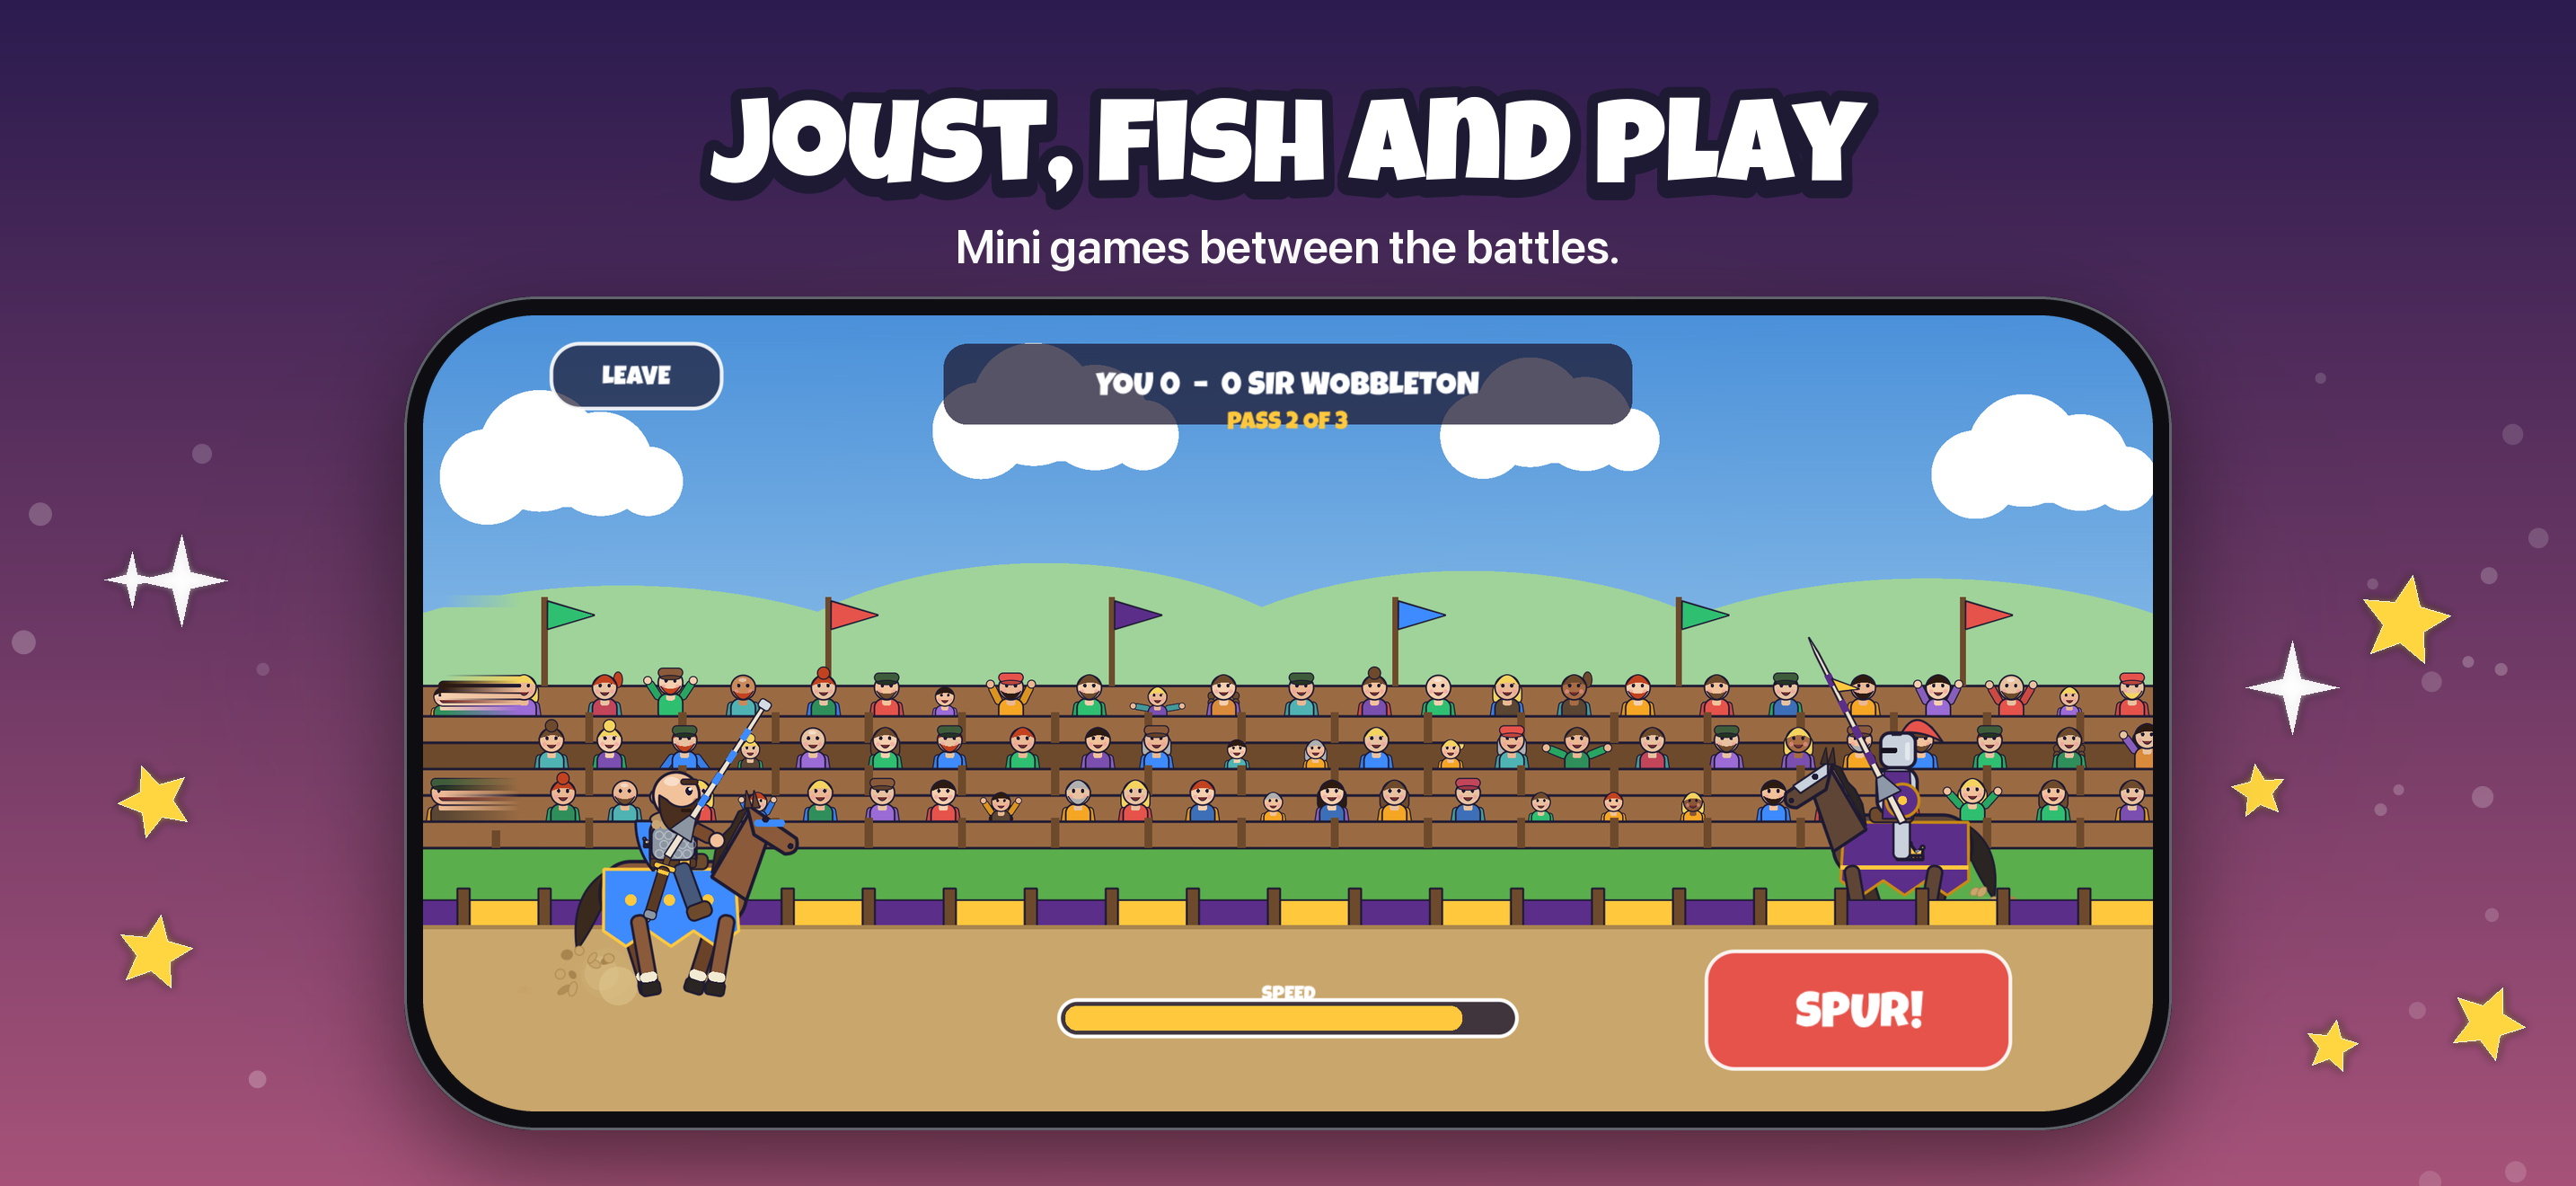 JOUST, FISH AND PLAY
Mini games between the battles.
LEAVE
YOU 0 - 0 SIR WOBBLETON
PASS 2 OF 3
SPEED
SPUR!